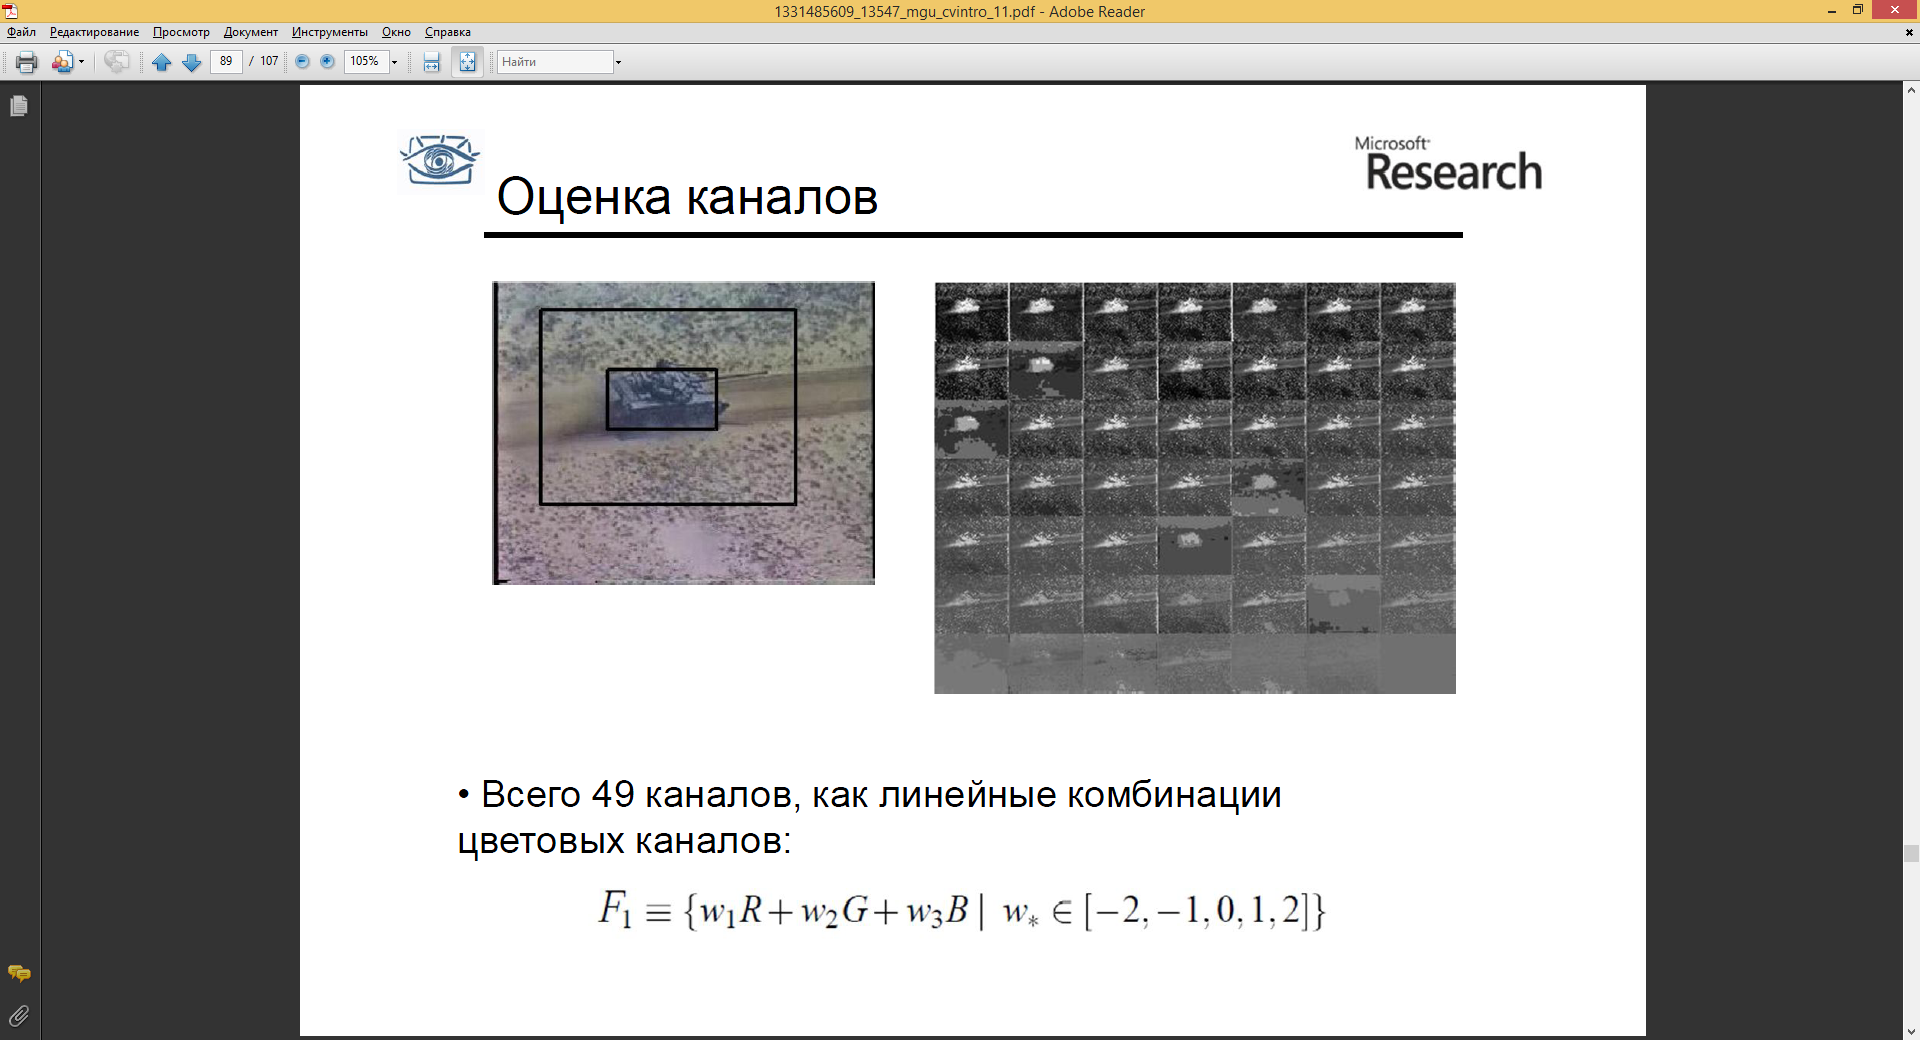 1331485609_13547_mgu_cvintro_11.pdf - Adobe Reader
Файл Редактирование Просмотр Документ Инструменты Окно Справка
89 / 107 105% Найти
Microsoft
Research
Оценка каналов
• Всего 49 каналов, как линейные комбинации
цветовых каналов:
F₁ ≡ {w₁R + w₂G + w₃B | w∗ ∈ [−2, −1, 0, 1, 2]}